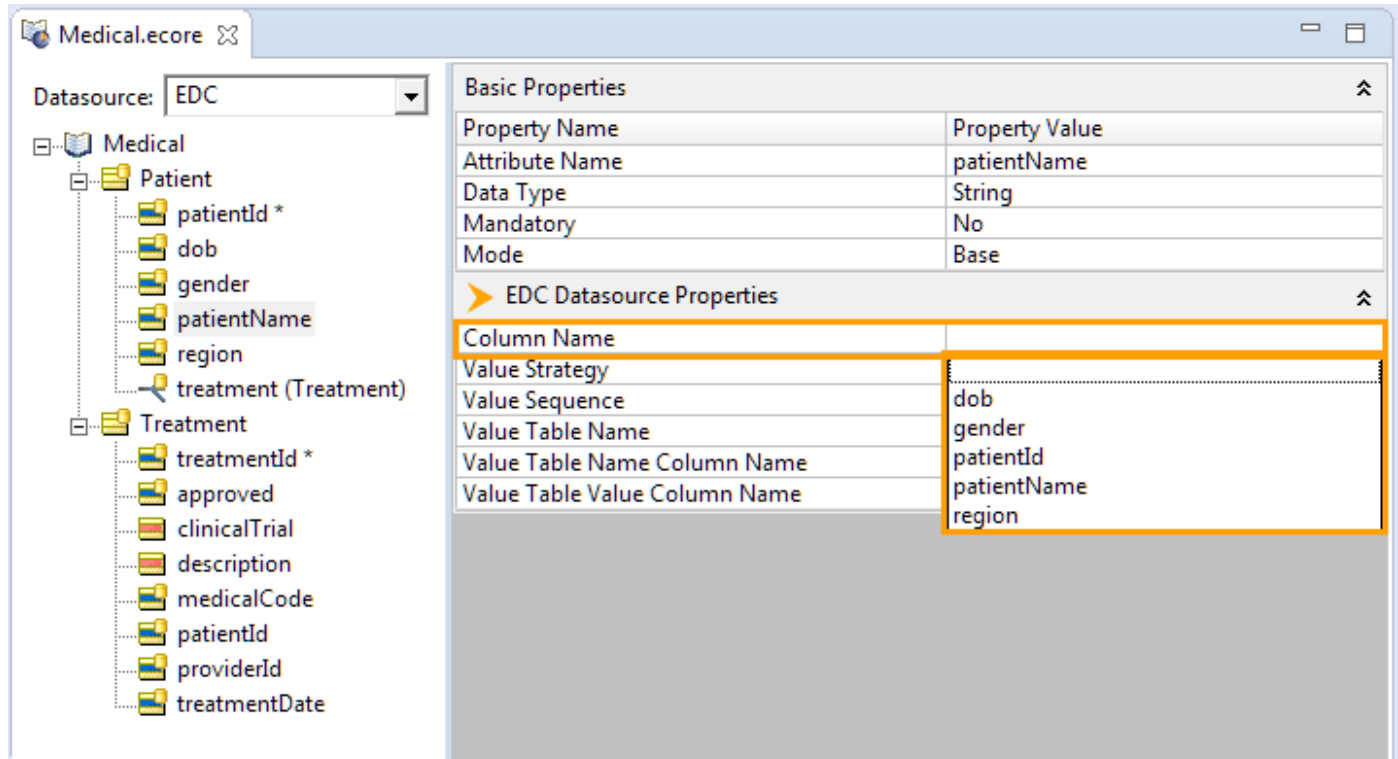 Medical.ecore
Datasource: EDC
Medical
Patient
patientId *
dob
gender
patientName
region
treatment (Treatment)
Treatment
treatmentId *
approved
clinicalTrial
description
medicalCode
patientId
providerId
treatmentDate
Basic Properties
Property Name Property Value
Attribute Name patientName
Data Type String
Mandatory No
Mode Base
EDC Datasource Properties
Column Name
Value Strategy
Value Sequence
Value Table Name
Value Table Name Column Name
Value Table Value Column Name
dob
gender
patientId
patientName
region